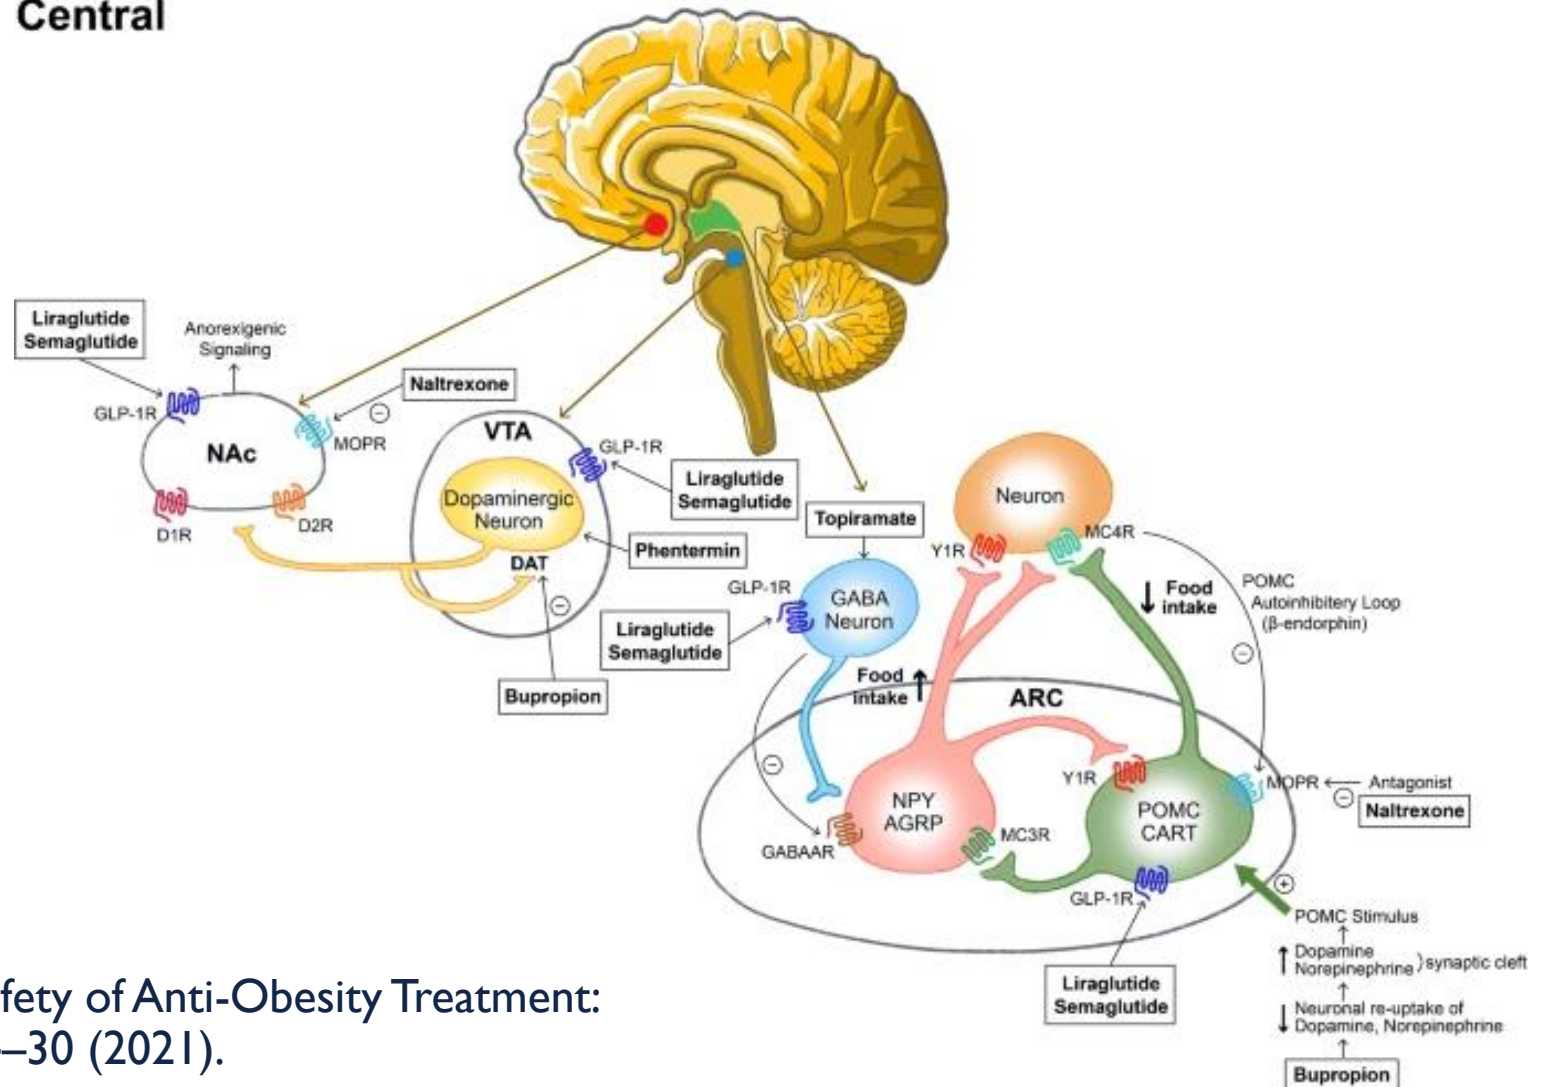 Central
Liraglutide
Semaglutide
Anorexigenic
Signaling
GLP-1R
Naltrexone
MOPR
NAc
D1R
D2R
VTA
GLP-1R
Dopaminergic
Neuron
DAT
Liraglutide
Semaglutide
Phentermin
Bupropion
Topiramate
GLP-1R
GABA
Neuron
Liraglutide
Semaglutide
Neuron
Y1R
MC4R
Food
intake
POMC
Autoinhibitery Loop
(β-endorphin)
Food
intake
ARC
NPY
AGRP
GABAAR
Y1R
MC3R
POMC
CART
MOPR
Antagonist
Naltrexone
GLP-1R
Liraglutide
Semaglutide
POMC Stimulus
Dopamine
Norepinephrine } synaptic cleft
Neuronal re-uptake of
Dopamine, Norepinephrine
Bupropion
fety of Anti-Obesity Treatment:
–30 (2021).